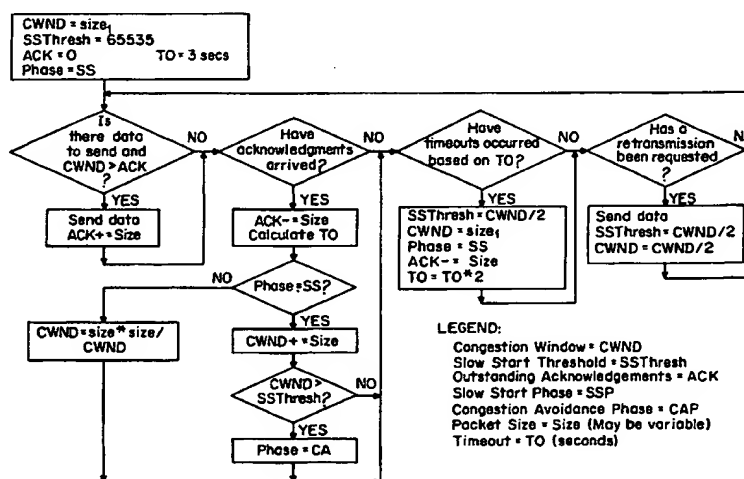 CWND = size1
SSThresh = 65535
ACK = 0 TO = 3 secs
Phase = SS
Is
there data
to send and
CWND > ACK
?
NO
YES
Send data
ACK+ = Size
Have
acknowledgments
arrived?
NO
YES
ACK- = Size
Calculate TO
Phase = SS?
NO
YES
CWND = size * size/
CWND
CWND + = Size
CWND >
SSThresh?
NO
YES
Phase = CA
Have
timeouts occurred
based on TO?
NO
YES
SSThresh = CWND/2
CWND = size1
Phase = SS
ACK- = Size
TO = TO*2
Has a
retransmission
been requested
?
YES
Send data
SSThresh = CWND/2
CWND = CWND/2
LEGEND:
Congestion Window = CWND
Slow Start Threshold = SSThresh
Outstanding Acknowledgements = ACK
Slow Start Phase = SSP
Congestion Avoidance Phase = CAP
Packet Size = Size (May be variable)
Timeout = TO (seconds)